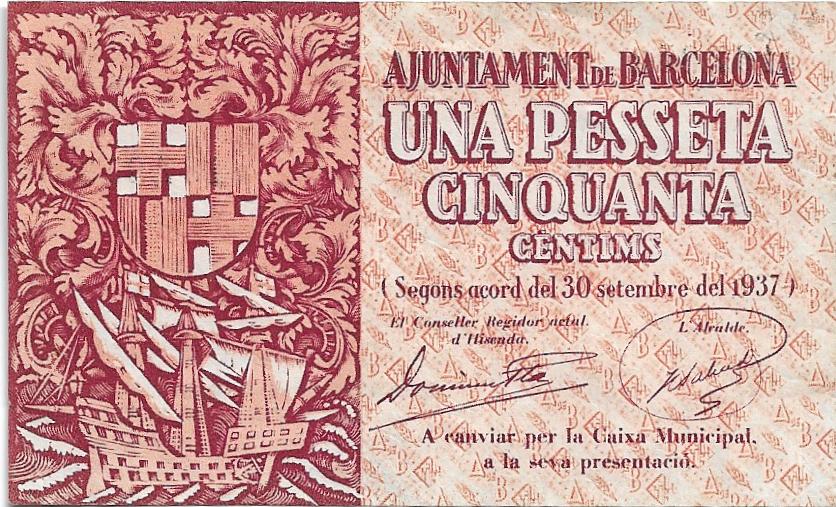 AJUNTAMENT DE BARCELONA
UNA PESSETA
CINQUANTA
CÈNTIMS
(Segons acord del 30 setembre del 1937)
El Conseller Regidor actal.
d'Hisenda.
L'Alcalde.
A canviar per la Caixa Municipal,
a la seva presentació.